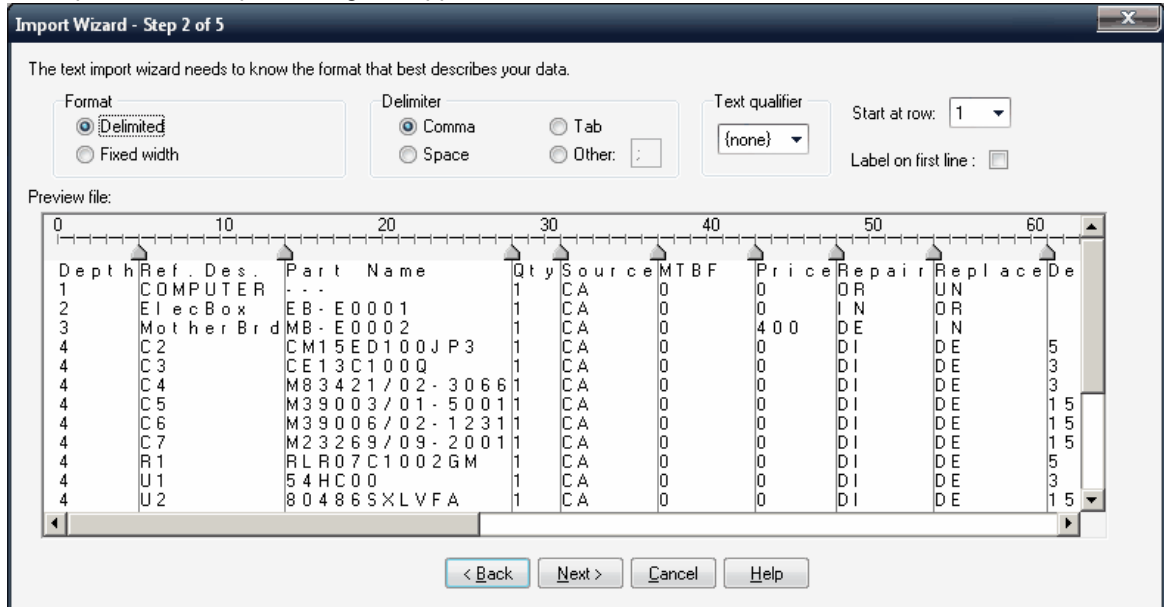 Import Wizard - Step 2 of 5
The text import wizard needs to know the format that best describes your data.
Format Delimiter Text qualifier
Delimited Comma Tab {none} Start at row: 1
Fixed width Space Other: ; Label on first line :
Preview file:
0 10 20 30 40 50 60
Depth Ref.Des. Part Name Qty Source MTBF Price Repair Replace De
1 COMPUTER --- 1 CA 0 0 OR UN
2 ElecBox EB-E0001 1 CA 0 0 IN OR
3 MotherBrd MB-E0002 1 CA 0 400 DE IN
4 C2 CM15ED100JP3 1 CA 0 0 DI DE 5
4 C3 CE13C100Q 1 CA 0 0 DI DE 3
4 C4 M83421/02-3066 1 CA 0 0 DI DE 3
4 C5 M39003/01-5001 1 CA 0 0 DI DE 15
4 C6 M39006/02-1231 1 CA 0 0 DI DE 15
4 C7 M23269/09-2001 1 CA 0 0 DI DE 15
4 R1 RLR07C1002GM 1 CA 0 0 DI DE 5
4 U1 54HC00 1 CA 0 0 DI DE 3
4 U2 80486SXLVFA 1 CA 0 0 DI DE 15
< Back Next > Cancel Help